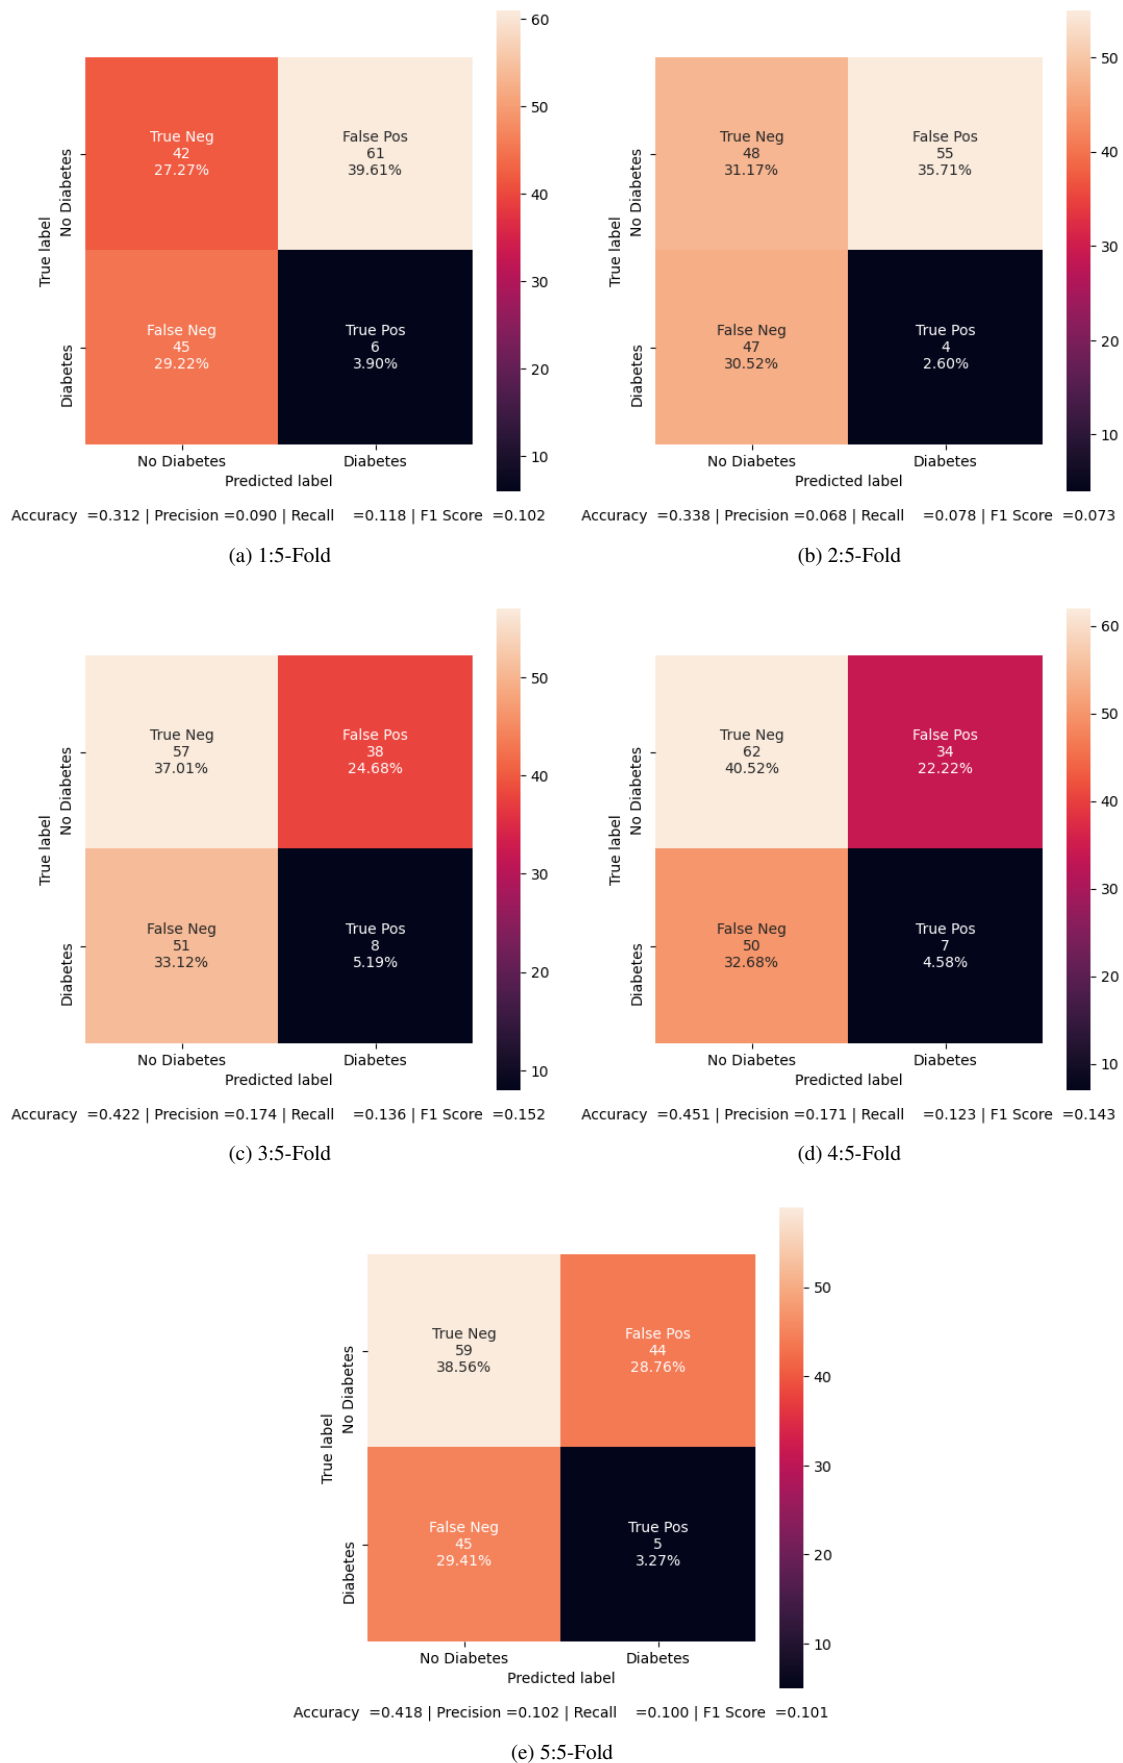 60
50
40
30
20
10
True Neg
42
27.27%
False Pos
61
39.61%
False Neg
45
29.22%
True Pos
6
3.90%
True label
No Diabetes
Diabetes
No Diabetes
Diabetes
Predicted label
Accuracy =0.312 | Precision =0.090 | Recall =0.118 | F1 Score =0.102
(a) 1:5-Fold
50
40
30
20
10
True Neg
48
31.17%
False Pos
55
35.71%
False Neg
47
30.52%
True Pos
4
2.60%
True label
No Diabetes
Diabetes
No Diabetes
Diabetes
Predicted label
Accuracy =0.338 | Precision =0.068 | Recall =0.078 | F1 Score =0.073
(b) 2:5-Fold
50
40
30
20
10
True Neg
57
37.01%
False Pos
38
24.68%
False Neg
51
33.12%
True Pos
8
5.19%
True label
No Diabetes
Diabetes
No Diabetes
Diabetes
Predicted label
Accuracy =0.422 | Precision =0.174 | Recall =0.136 | F1 Score =0.152
(c) 3:5-Fold
60
50
40
30
20
10
True Neg
62
40.52%
False Pos
34
22.22%
False Neg
50
32.68%
True Pos
7
4.58%
True label
No Diabetes
Diabetes
No Diabetes
Diabetes
Predicted label
Accuracy =0.451 | Precision =0.171 | Recall =0.123 | F1 Score =0.143
(d) 4:5-Fold
50
40
30
20
10
True Neg
59
38.56%
False Pos
44
28.76%
False Neg
45
29.41%
True Pos
5
3.27%
True label
No Diabetes
Diabetes
No Diabetes
Diabetes
Predicted label
Accuracy =0.418 | Precision =0.102 | Recall =0.100 | F1 Score =0.101
(e) 5:5-Fold